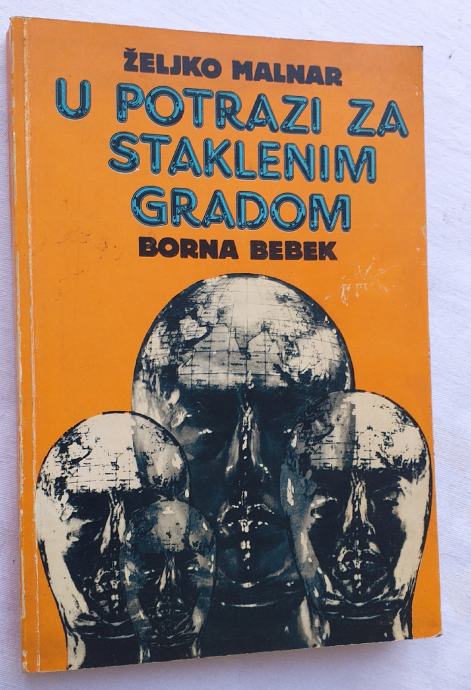 ŽELJKO MALNAR
U POTRAZI ZA
STAKLENIM
GRADOM
BORNA BEBEK